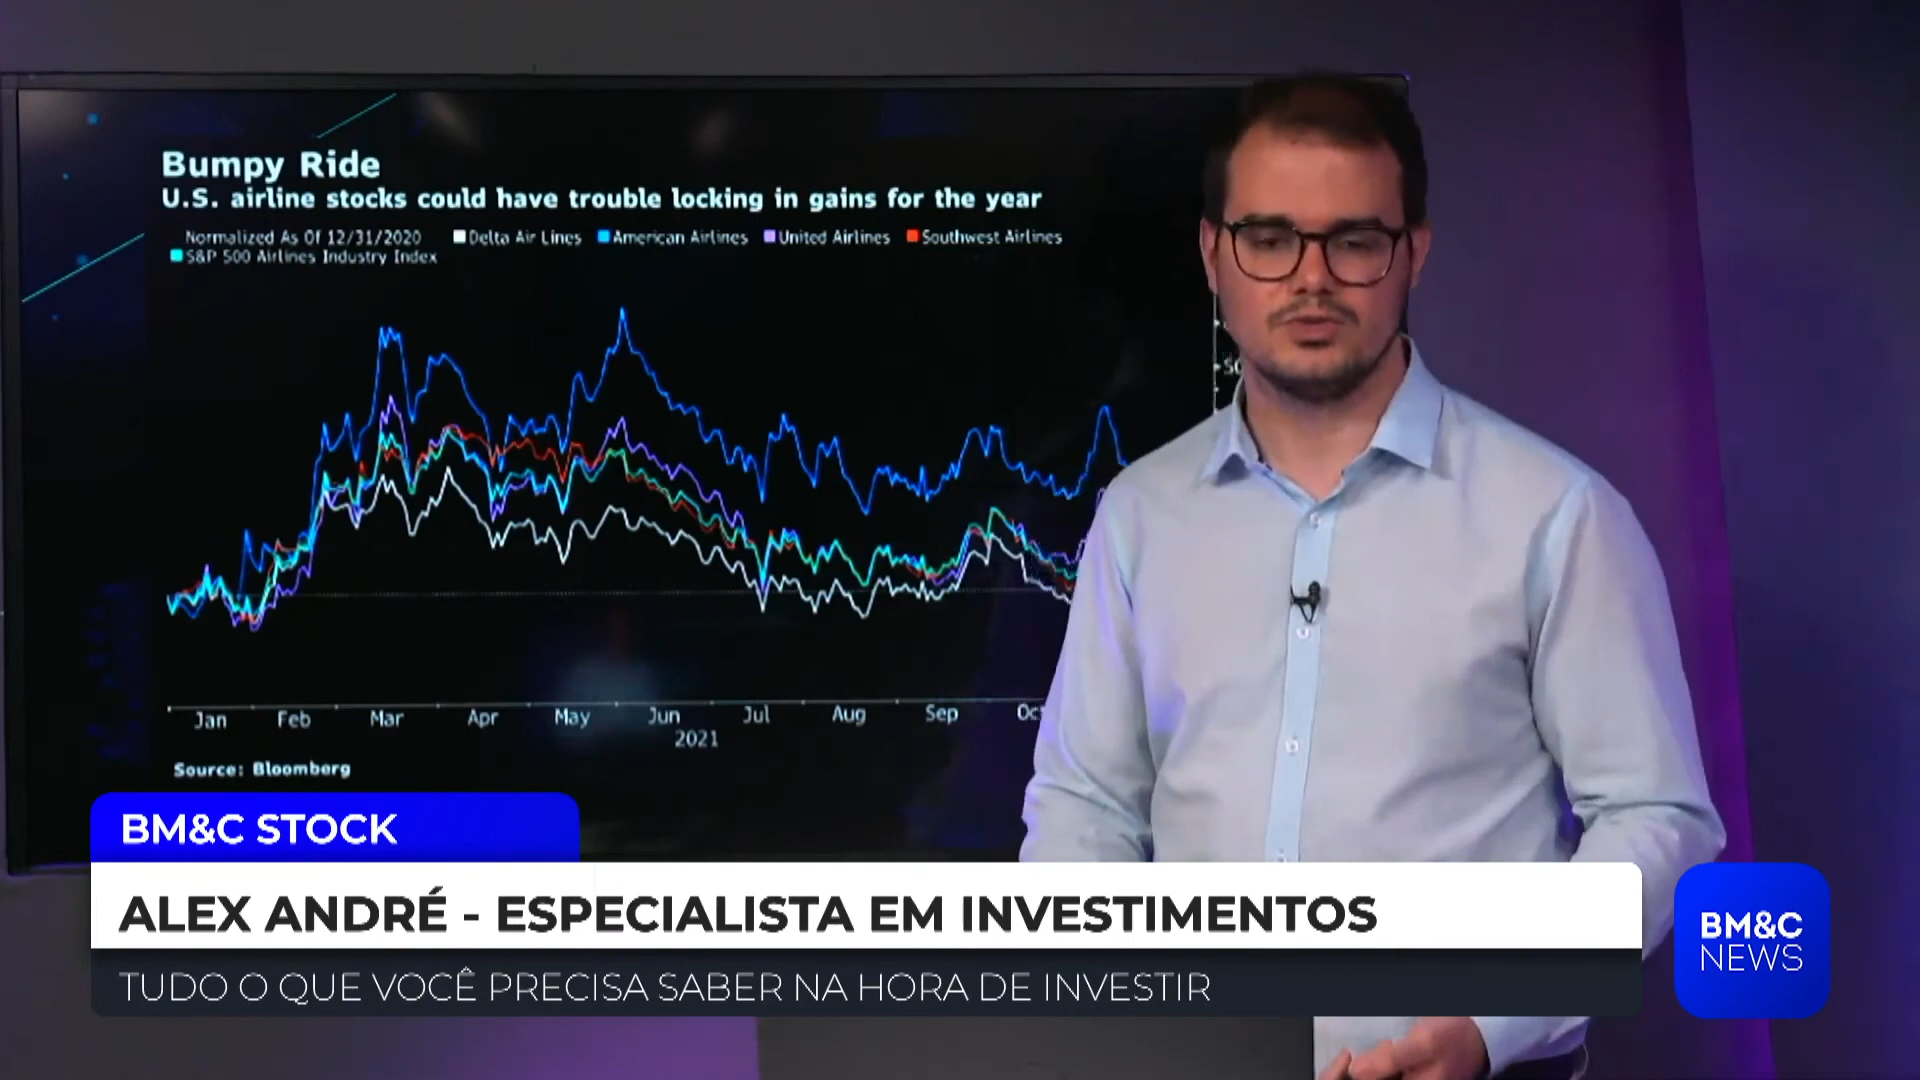 Bumpy Ride
U.S. airline stocks could have trouble locking in gains for the year
Normalized As Of 12/31/2020 Delta Air Lines American Airlines United Airlines Southwest Airlines
S&P 500 Airlines Industry Index
Jan Feb Mar Apr May Jun Jul Aug Sep
2021
Source: Bloomberg
BM&C STOCK
ALEX ANDRÉ - ESPECIALISTA EM INVESTIMENTOS
TUDO O QUE VOCÊ PRECISA SABER NA HORA DE INVESTIR
BM&C
NEWS